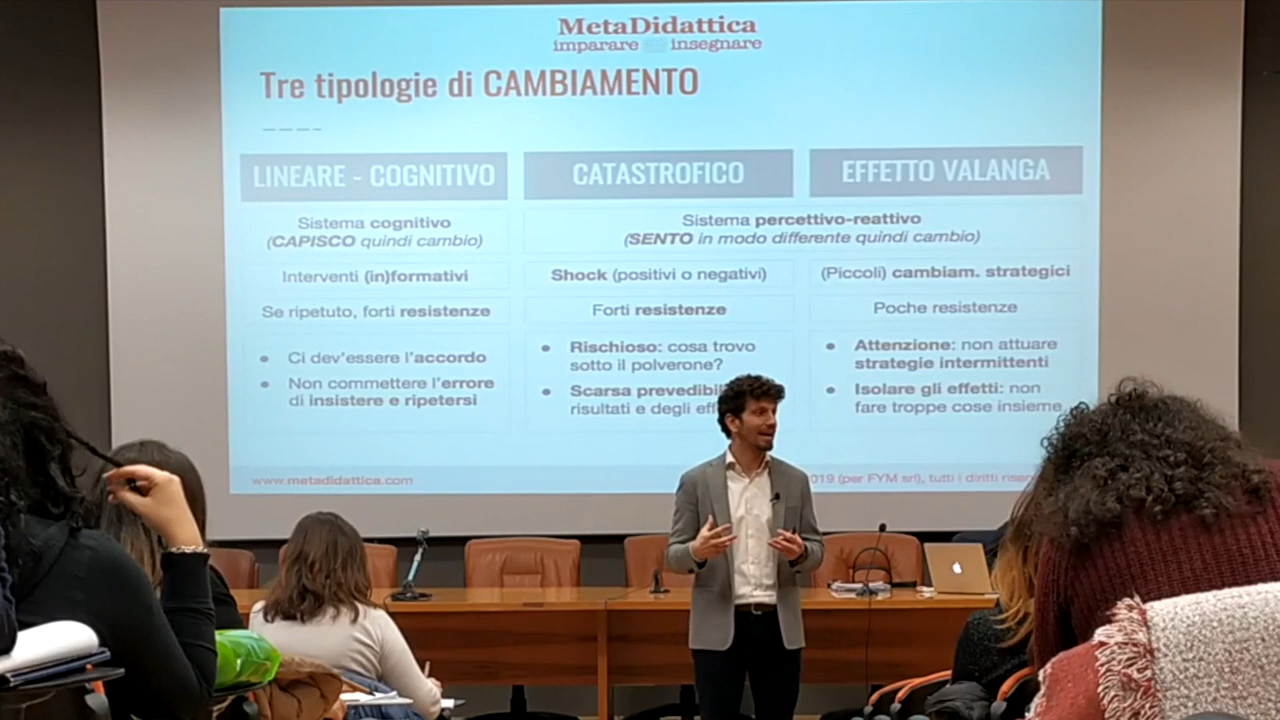 MetaDidattica
imparare insegnare
Tre tipologie di CAMBIAMENTO
LINEARE - COGNITIVO
CATASTROFICO
EFFETTO VALANGA
Sistema cognitivo
(CAPISCO quindi cambio)
Sistema percettivo-reattivo
(SENTO in modo differente quindi cambio)
Interventi (in)formativi
Shock (positivi o negativi)
(Piccoli) cambiam. strategici
Se ripetuto, forti resistenze
Forti resistenze
Poche resistenze
• Ci dev'essere l'accordo
• Non commettere l'errore
di insistere e ripetersi
• Rischioso: cosa trovo
sotto il polverone?
• Scarsa
risultati e degli
• Attenzione: non attuare
strategie intermittenti
• Isolare gli effetti: non
fare troppe cose insieme
www.metadidattica.com
019 (per FYM srl), tutti i diritti